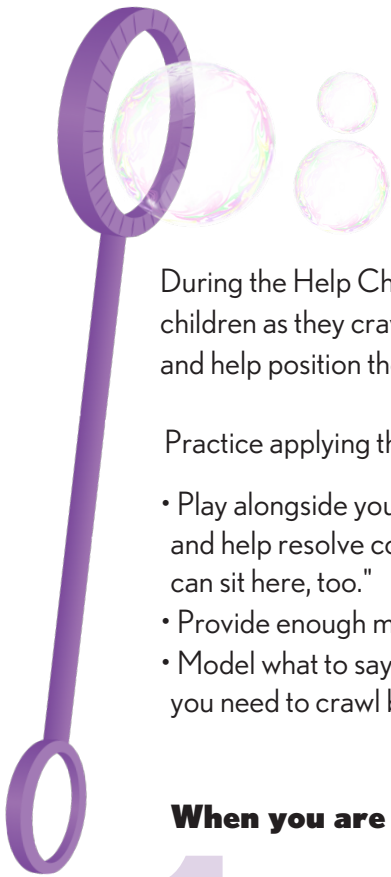 During the Help Ch
children as they cra
and help position th
Practice applying th
• Play alongside you
and help resolve co
can sit here, too."
• Provide enough m
• Model what to say
you need to crawl b
When you are